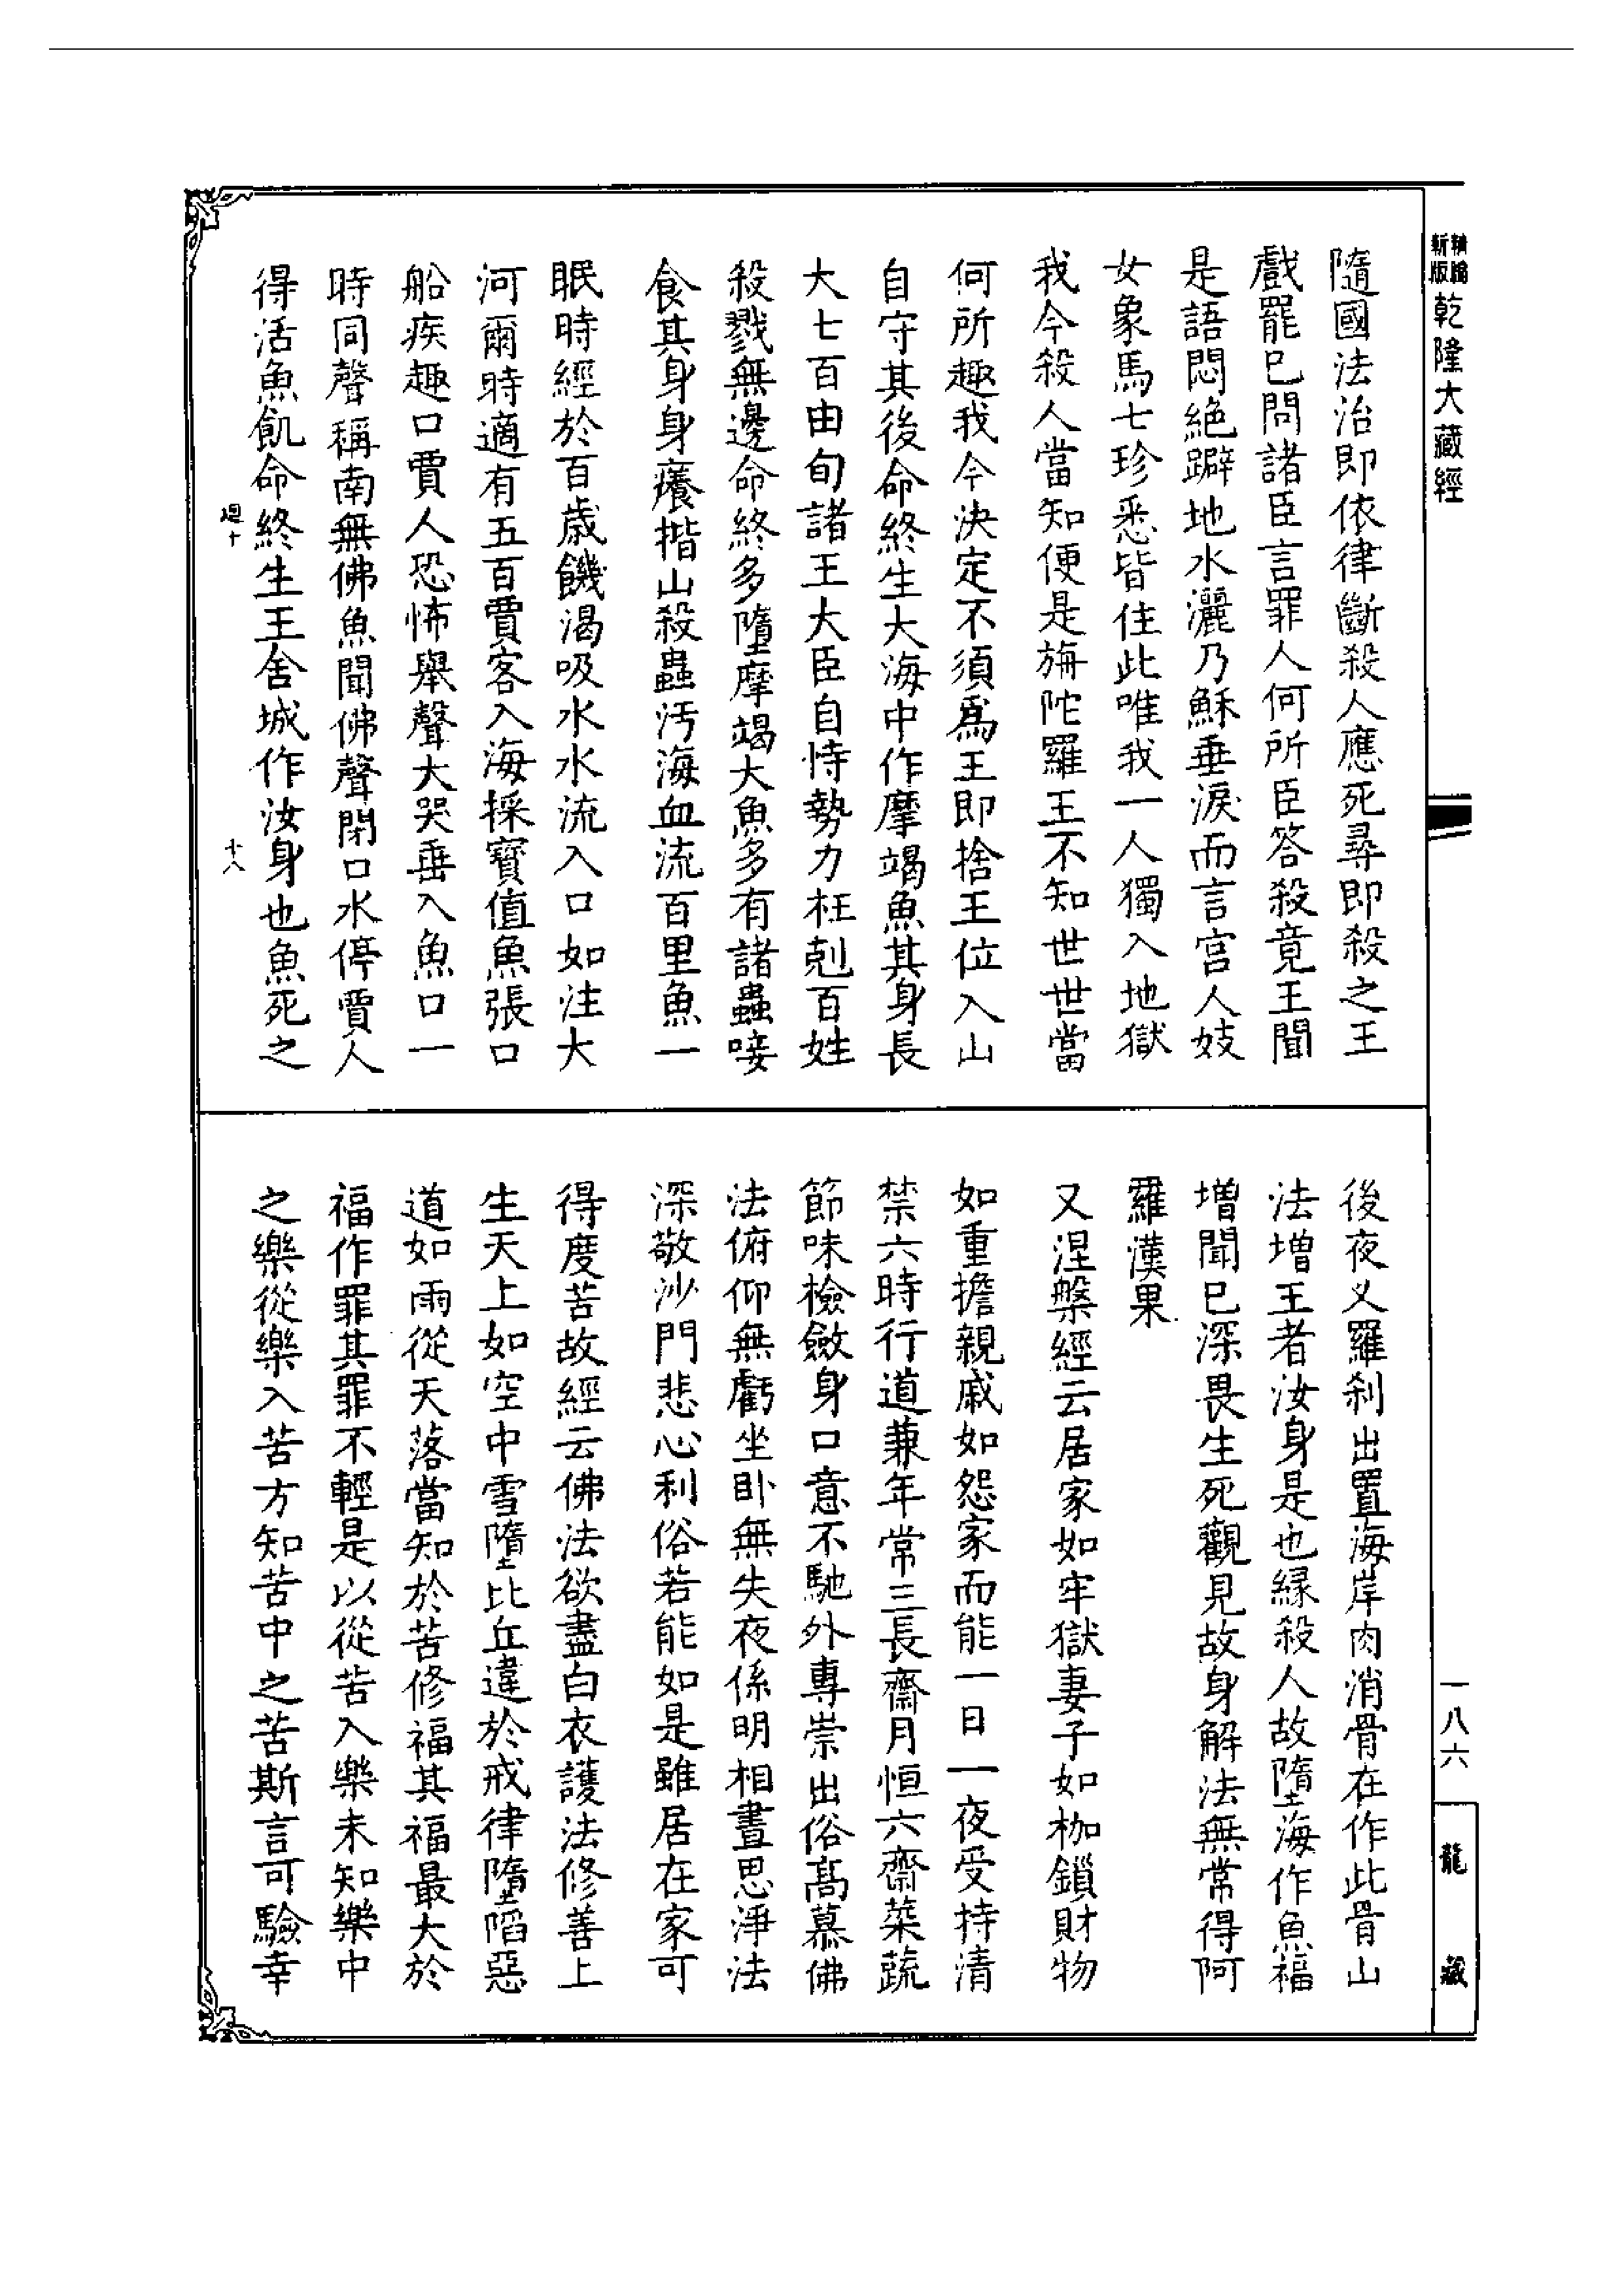 隨國法治即依律斷殺人應死尋即殺之王
戲罷已問諸臣言罪人何所臣答殺竟王聞
是語悶絕躃地水灑乃穌垂淚而言宫人妓
女象馬七珍悉皆住此唯我一人獨入地獄
我今殺人當知便是旃陀羅王不知世世當
何所趣我今決定不須爲王即捨王位入山
自守其後命終生大海中作摩竭魚其身長
大七百由旬諸王大臣自恃勢力枉剋百姓
殺戮無邊命終多墮摩竭大魚多有諸蟲唼
食其身身癢揩山殺蟲汚海血流百里魚一
眠時經於百歲饑渴吸水水流入口如注大
河爾時適有五百賈客入海採寶值魚張口
船疾趣口賈人恐怖舉聲大哭垂入魚口一
時同聲稱南無佛魚聞佛聲閉口水停賈人
得活魚飢命終生王舍城作汝身也魚死之
十八
後夜叉羅刹出置海岸肉消骨在作此骨山
法增王者汝身是也緣殺人故墮海作魚福
增聞已深畏生死觀見故身解法無常得阿
羅漢果
又涅槃經云居家如牢獄妻子如枷鎖財物
如重擔親戚如怨家而能一日一夜受持清
禁六時行道兼年常三長齋月恒六齋菜蔬
節味檢斂身口意不馳外專崇出俗髙慕佛
法俯仰無虧坐卧無失夜係明相晝思淨法
深敬沙門悲心利俗若能如是雖居在家可
得度苦故經云佛法欲盡白衣護法修善上
生天上如空中雪墮比丘違於戒律墮䧟惡
道如雨從天落當知於苦修福其福最大於
福作罪其罪不輕是以從苦入樂未知樂中
之樂從樂入苦方知苦中之苦斯言可驗幸
新版
乾隆大藏經
一八六
龍藏